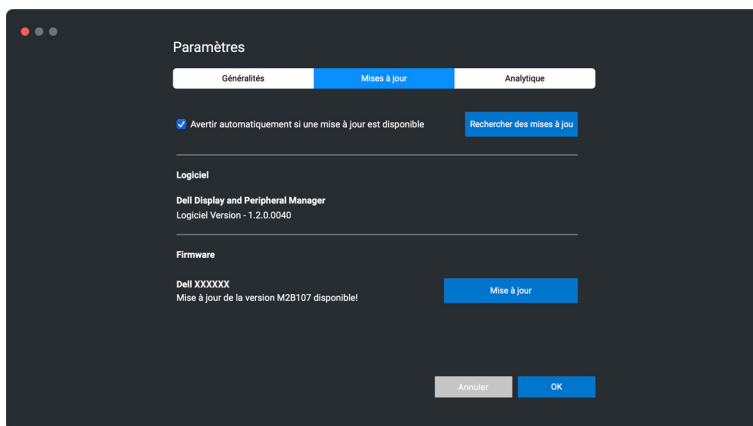 Paramètres
Généralités Mises à jour Analytique
Avertir automatiquement si une mise à jour est disponible Rechercher des mises à jou
Logiciel
Dell Display and Peripheral Manager
Logiciel Version - 1.2.0.0040
Firmware
Dell XXXXXX
Mise à jour de la version M2B107 disponible!
Mise à jour
Annuler OK